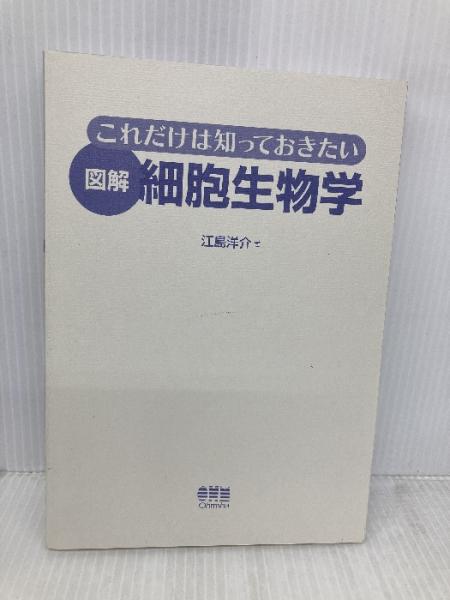 これだけは知っておきたい
図解 細胞生物学
江島洋介
OHM
Ohmsha